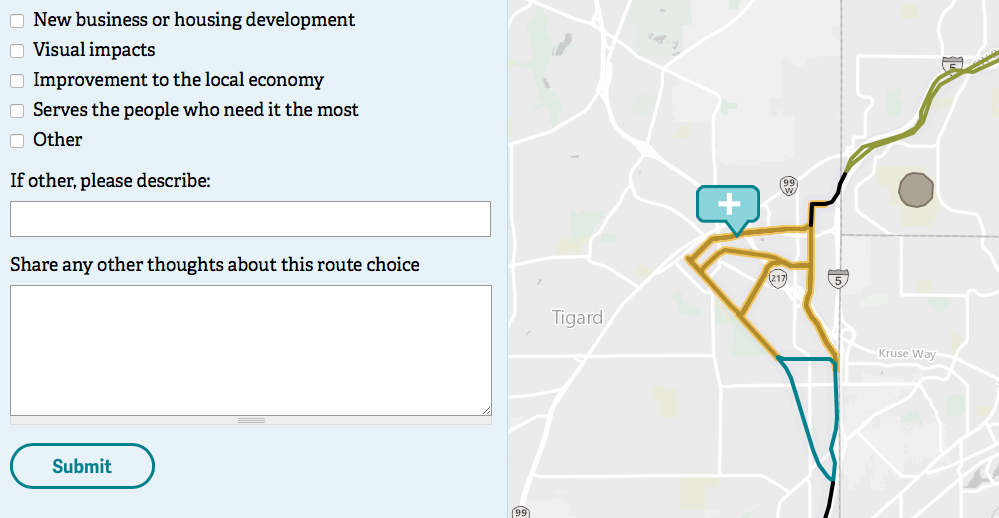 New business or housing development
Visual impacts
Improvement to the local economy
Serves the people who need it the most
Other
If other, please describe:
Share any other thoughts about this route choice
Submit
5
99
W
217
5
Tigard
Kruse Way
99